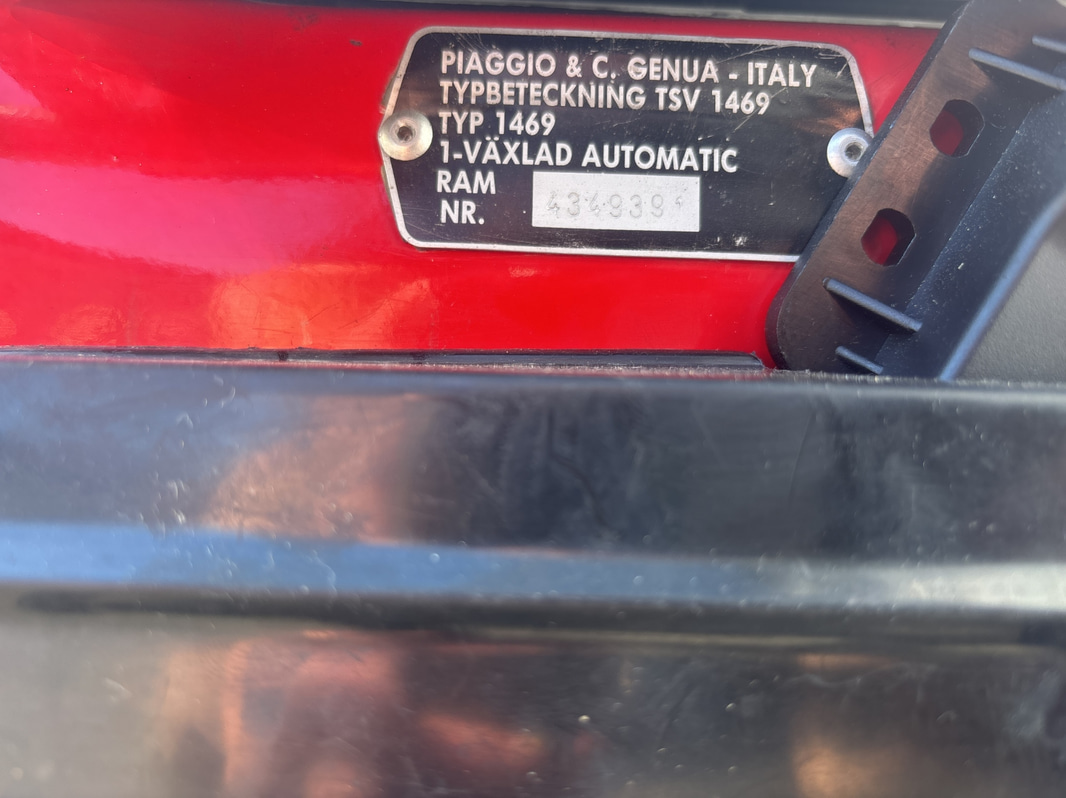 PIAGGIO & C. GENUA - ITALY
TYPBETECKNING TSV 1469
TYP 1469
1-VÄXLAD AUTOMATIC
RAM
NR.